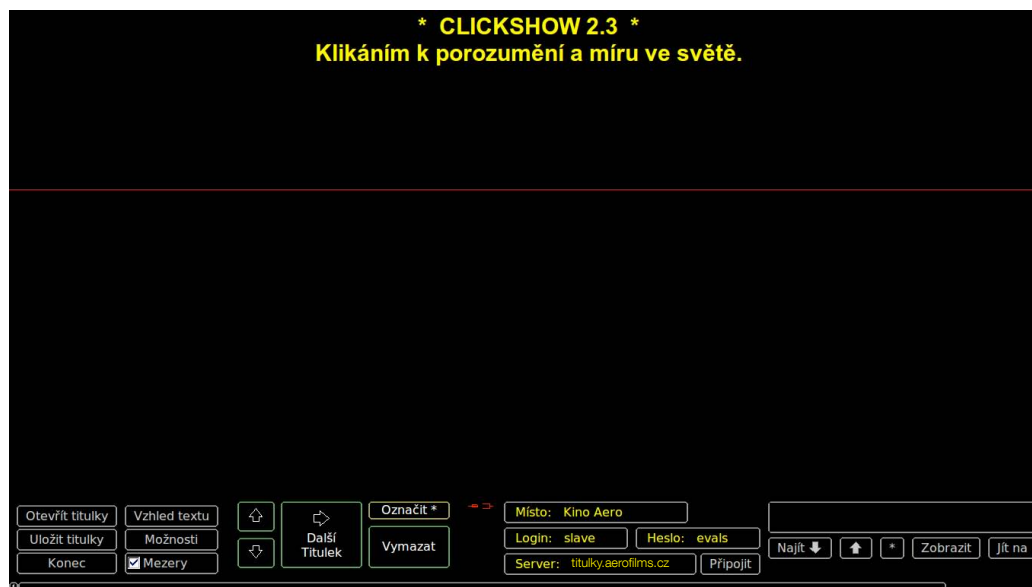 * CLICKSHOW 2.3 *
Klikáním k porozumění a míru ve světě.
Otevřít titulky
Vzhled textu
Uložit titulky
Možnosti
Konec
Mezery
Další
Titulek
Označit *
Vymazat
Místo: Kino Aero
Login: slave
Heslo: evals
Server: titulky.aerofilms.cz
Připojit
Najít
*
Zobrazit
Jít na